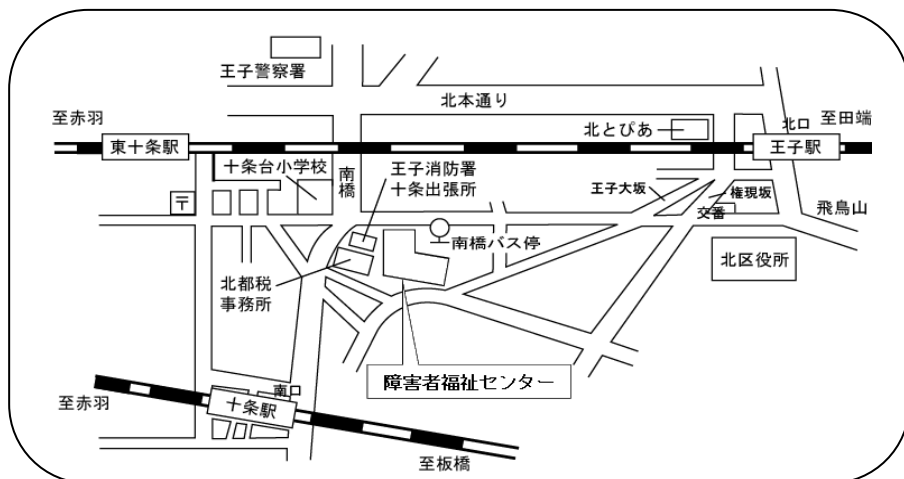 王子警察署
北本通り
至赤羽
北とぴあ
北口
至田端
東十条駅
王子駅
十条台小学校
南橋
王子消防署
十条出張所
王子大坂
権現坂
〒
交番
飛鳥山
南橋バス停
北区役所
北都税
事務所
障害者福祉センター
南口
至赤羽
十条駅
至板橋